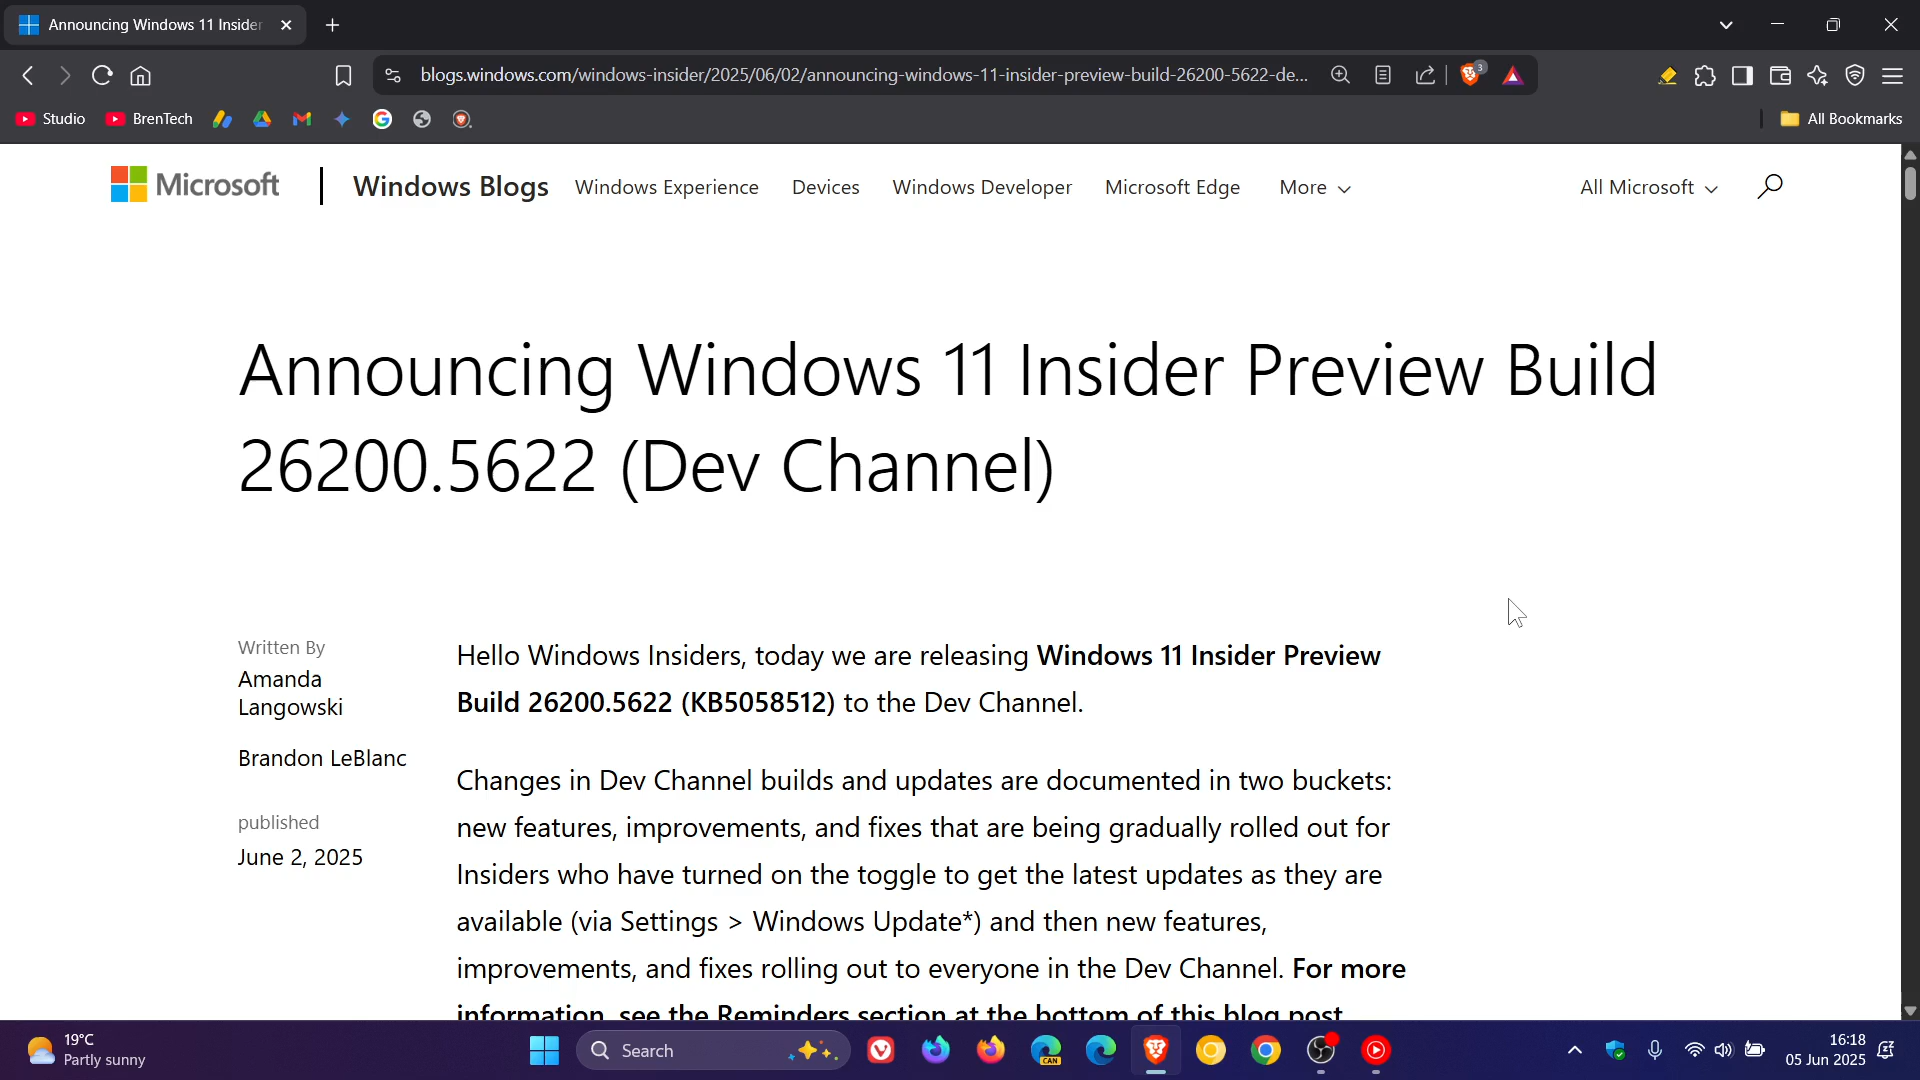 Announcing Windows 11 Insider
blogs.windows.com/windows-insider/2025/06/02/announcing-windows-11-insider-preview-build-26200-5622-de...
3
Studio
BrenTech
All Bookmarks
Microsoft
Windows Blogs
Windows Experience
Devices
Windows Developer
Microsoft Edge
More
All Microsoft
Announcing Windows 11 Insider Preview Build
26200.5622 (Dev Channel)
Written By
Amanda
Langowski
Brandon LeBlanc
published
June 2, 2025
Hello Windows Insiders, today we are releasing Windows 11 Insider Preview
Build 26200.5622 (KB5058512) to the Dev Channel.
Changes in Dev Channel builds and updates are documented in two buckets:
new features, improvements, and fixes that are being gradually rolled out for
Insiders who have turned on the toggle to get the latest updates as they are
available (via Settings > Windows Update*) and then new features,
improvements, and fixes rolling out to everyone in the Dev Channel. For more
information, see the Reminders section at the bottom of this blog post.
19°C
Partly sunny
Search
CAN
16:18
05 Jun 2025